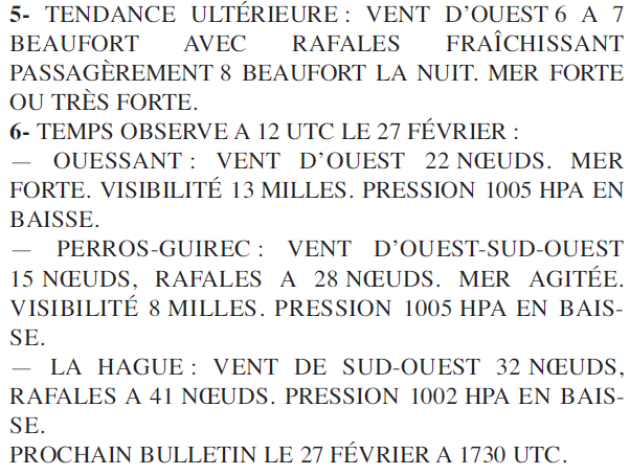 5- TENDANCE ULTÉRIEURE : VENT D'OUEST 6 A 7
BEAUFORT AVEC RAFALES FRAÎCHISSANT
PASSAGÈREMENT 8 BEAUFORT LA NUIT. MER FORTE
OU TRÈS FORTE.
6- TEMPS OBSERVE A 12 UTC LE 27 FÉVRIER :
— OUESSANT : VENT D'OUEST 22 NŒUDS. MER
FORTE. VISIBILITÉ 13 MILLES. PRESSION 1005 HPA EN
BAISSE.
— PERROS-GUIREC : VENT D'OUEST-SUD-OUEST
15 NŒUDS, RAFALES A 28 NŒUDS. MER AGITÉE.
VISIBILITÉ 8 MILLES. PRESSION 1005 HPA EN BAIS-
SE.
— LA HAGUE : VENT DE SUD-OUEST 32 NŒUDS,
RAFALES A 41 NŒUDS. PRESSION 1002 HPA EN BAIS-
SE.
PROCHAIN BULLETIN LE 27 FÉVRIER A 1730 UTC.